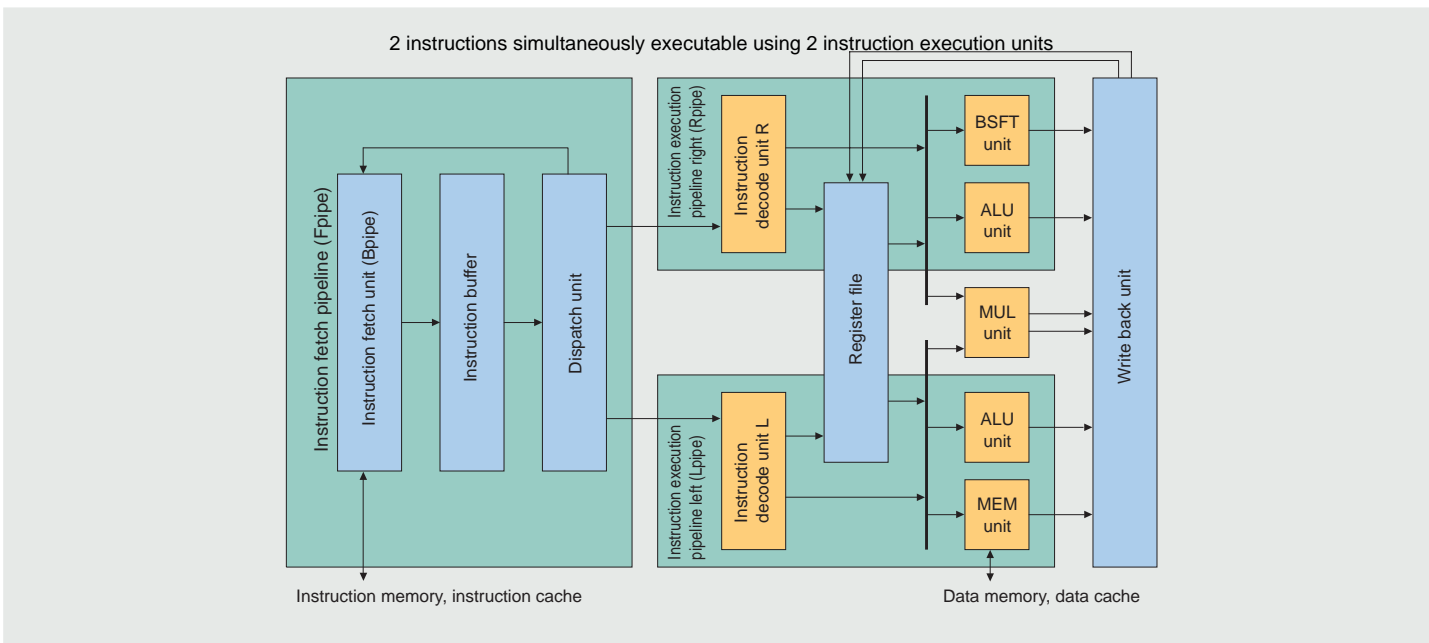 2 instructions simultaneously executable using 2 instruction execution units
Instruction fetch pipeline (Fpipe)
Instruction fetch unit (Bpipe)
Instruction buffer
Dispatch unit
Instruction execution
pipeline right (Rpipe)
Instruction
decode unit R
Instruction execution
pipeline left (Lpipe)
Instruction
decode unit L
Register file
BSFT
unit
ALU
unit
MUL
unit
ALU
unit
MEM
unit
Write back unit
Instruction memory, instruction cache
Data memory, data cache